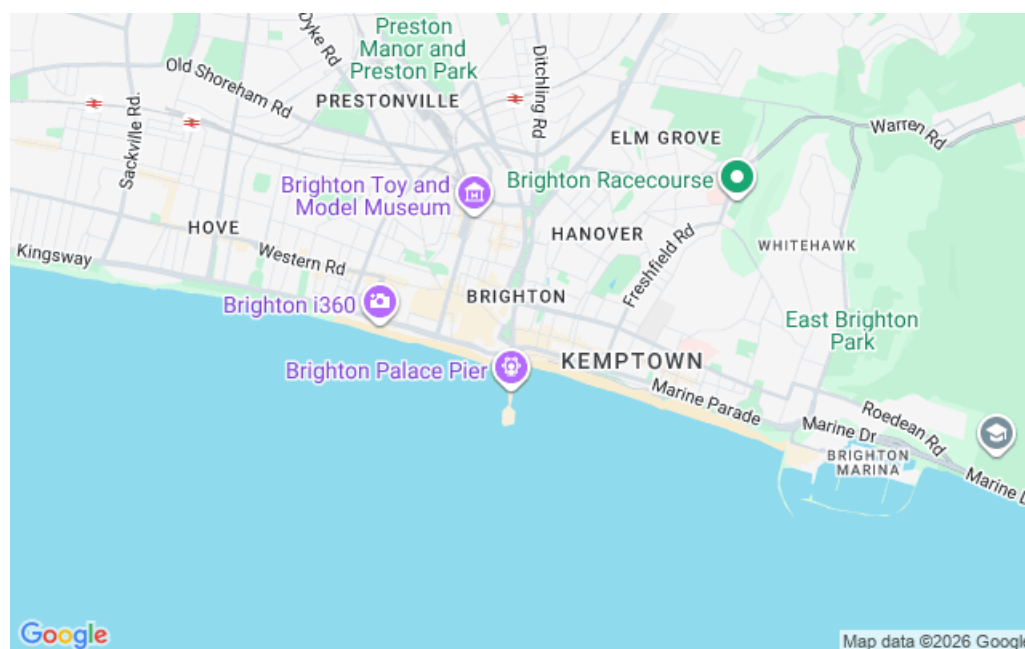 Preston
Manor and
Preston Park
Dyke Rd
Ditchling Rd
Old Shoreham Rd
PRESTONVILLE
Sackville Rd.
ELM GROVE
Warren Rd
Brighton Toy and
Model Museum
Brighton Racecourse
HOVE
HANOVER
WHITEHAWK
Kingsway
Western Rd
Freshfield Rd
Brighton i360
BRIGHTON
East Brighton
Park
Brighton Palace Pier
KEMPTOWN
Marine Parade
Roedean Rd
Marine Dr
BRIGHTON
MARINA
Marine D
Google
Map data ©2026 Google